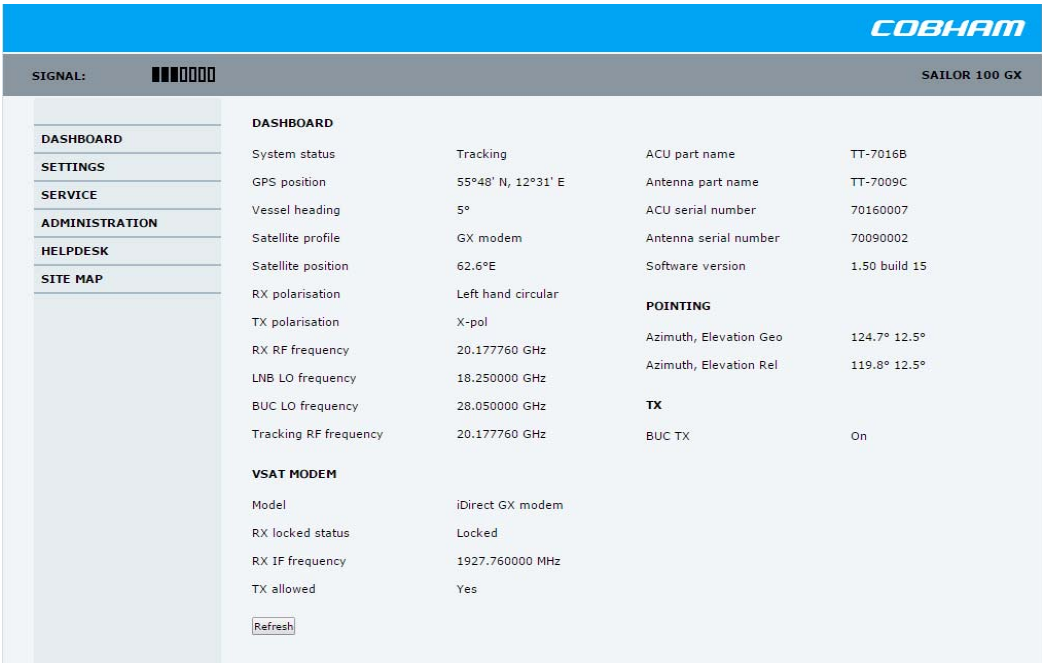 COBHAM
SIGNAL:
SAILOR 100 GX
DASHBOARD
SETTINGS
SERVICE
ADMINISTRATION
HELPDESK
SITE MAP
DASHBOARD
System status Tracking
GPS position 55°48' N, 12°31' E
Vessel heading 5°
Satellite profile GX modem
Satellite position 62.6°E
RX polarisation Left hand circular
TX polarisation X-pol
RX RF frequency 20.177760 GHz
LNB LO frequency 18.250000 GHz
BUC LO frequency 28.050000 GHz
Tracking RF frequency 20.177760 GHz
VSAT MODEM
Model iDirect GX modem
RX locked status Locked
RX IF frequency 1927.760000 MHz
TX allowed Yes
Refresh
ACU part name TT-7016B
Antenna part name TT-7009C
ACU serial number 70160007
Antenna serial number 70090002
Software version 1.50 build 15
POINTING
Azimuth, Elevation Geo 124.7° 12.5°
Azimuth, Elevation Rel 119.8° 12.5°
TX
BUC TX On